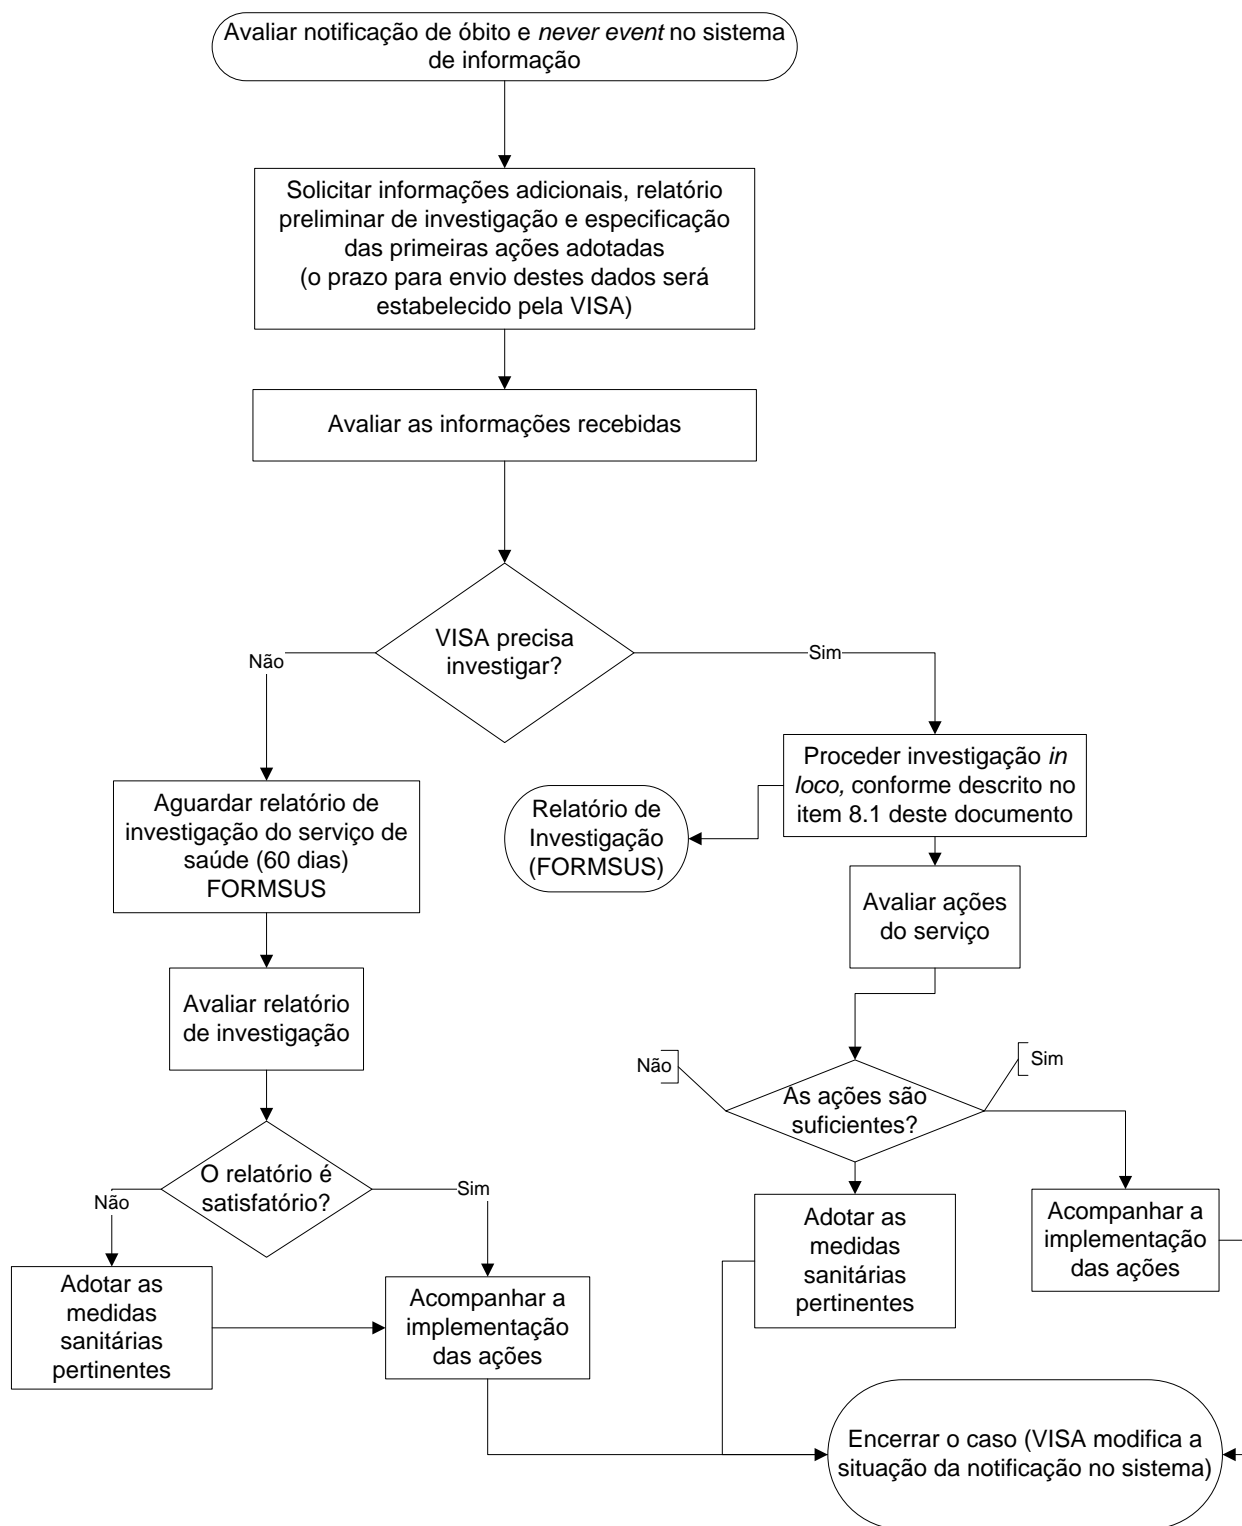 Avaliar notificação de óbito e never event no sistema
de informação
Solicitar informações adicionais, relatório
preliminar de investigação e especificação
das primeiras ações adotadas
(o prazo para envio destes dados será
estabelecido pela VISA)
Avaliar as informações recebidas
VISA precisa
investigar?
Não
Sim
Aguardar relatório de
investigação do serviço de
saúde (60 dias)
FORMSUS
Proceder investigação in
loco, conforme descrito no
item 8.1 deste documento
Relatório de
Investigação
(FORMSUS)
Avaliar ações
do serviço
Avaliar relatório
de investigação
Não
Sim
As ações são
suficientes?
O relatório é
satisfatório?
Não
Sim
Adotar as
medidas
sanitárias
pertinentes
Acompanhar a
implementação
das ações
Adotar as
medidas
sanitárias
pertinentes
Acompanhar a
implementação
das ações
Encerrar o caso (VISA modifica a
situação da notificação no sistema)